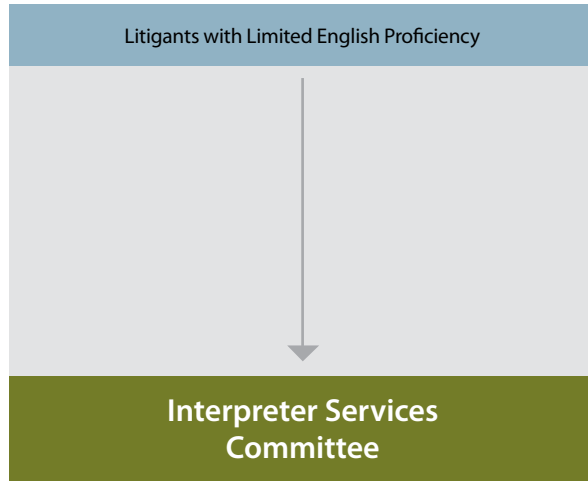 Litigants with Limited English Proficiency
Interpreter Services
Committee